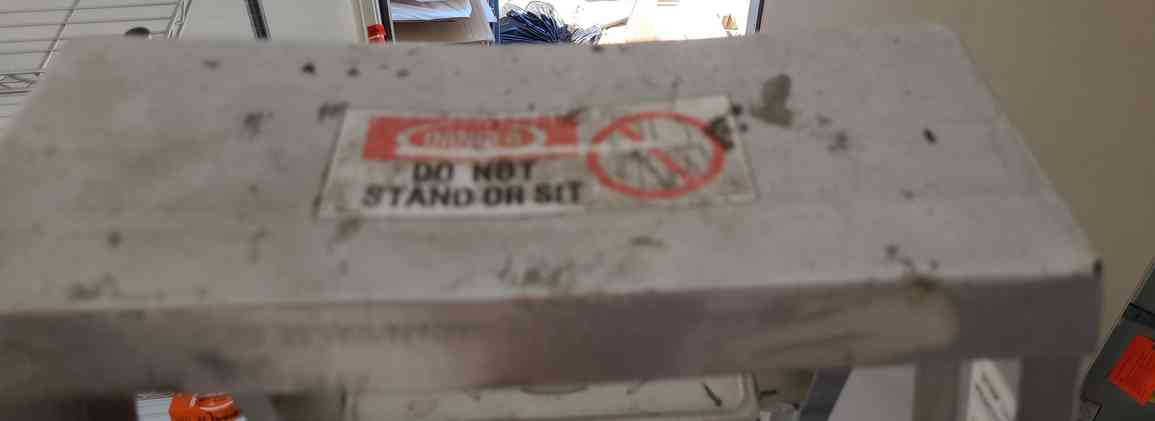 DANGER
DO NOT
STAND OR SIT